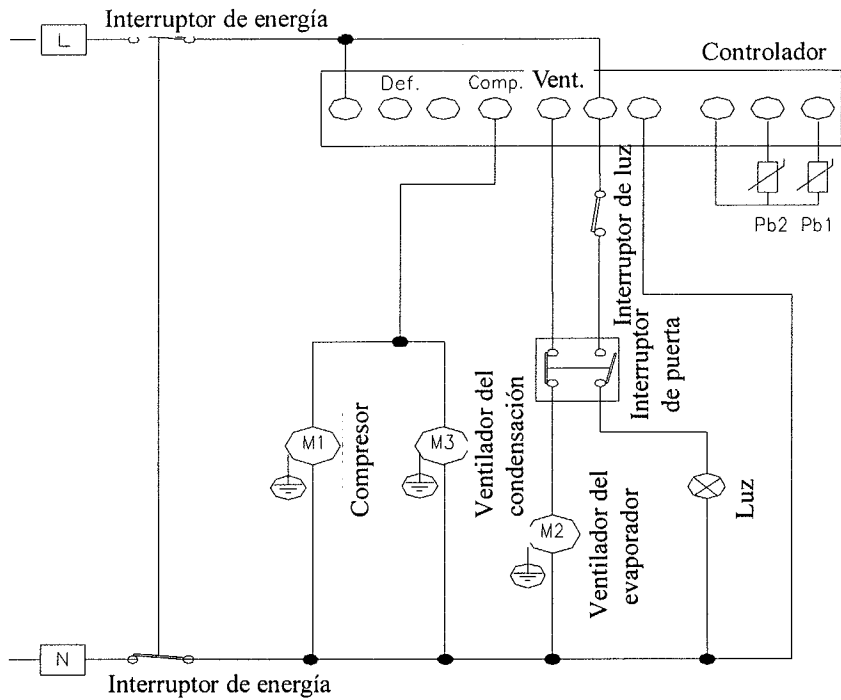 Interruptor de energía
L
Controlador
Def.
Comp.
Vent.
Interruptor de luz
Pb2
Pb1
Interruptor
de puerta
M1
Compresor
M3
Ventilador del
condensación
M2
Ventilador del
evaporador
Luz
N
Interruptor de energía